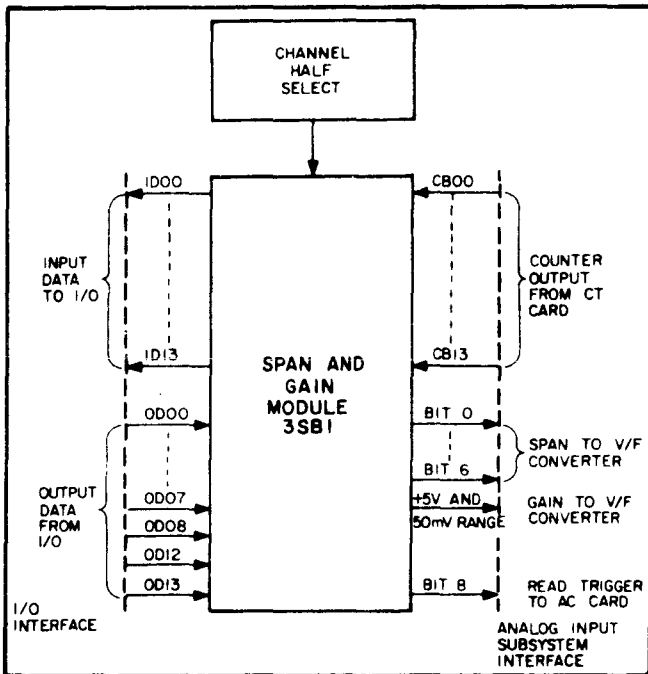 CHANNEL
HALF
SELECT
ID00
CB00
INPUT
DATA
TO I/O
COUNTER
OUTPUT
FROM CT
CARD
ID13
CB13
SPAN AND
GAIN
MODULE
3SB1
OD00
BIT 0
SPAN TO V/F
CONVERTER
BIT 6
OUTPUT
DATA
FROM
I/O
OD07
+5V AND
50mV RANGE
GAIN TO V/F
CONVERTER
OD08
OD12
OD13
BIT 8
READ TRIGGER
TO AC CARD
I/O
INTERFACE
ANALOG INPUT
SUBSYSTEM
INTERFACE